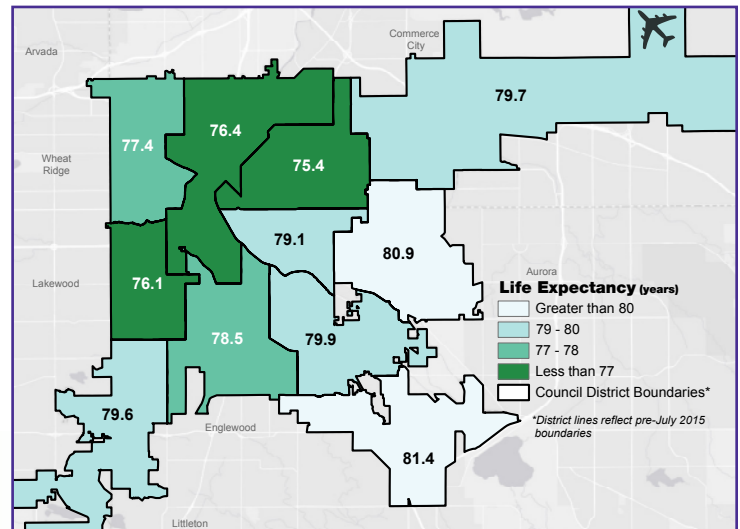 Arvada
Commerce
City
79.7
76.4
77.4
Wheat
Ridge
75.4
79.1
80.9
Aurora
Lakewood
76.1
Life Expectancy (years)
Greater than 80
79 - 80
77 - 78
Less than 77
Council District Boundaries*
*District lines reflect pre-July 2015
boundaries
78.5
79.9
79.6
Englewood
81.4
Littleton